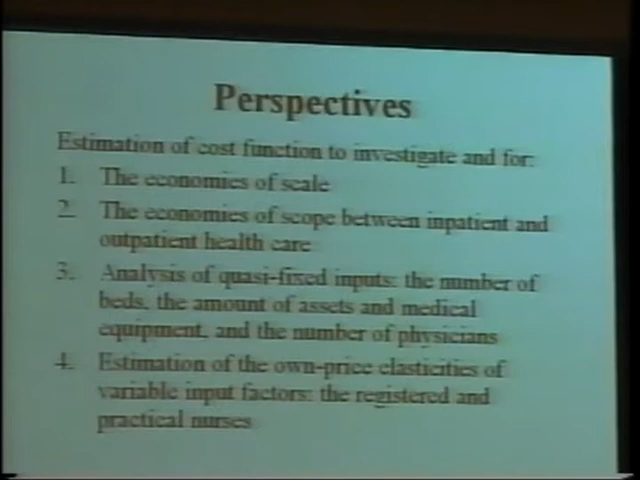 Perspectives
Estimation of cost function to investigate and for:
1. The economies of scale
2. The economies of scope between inpatient and
outpatient health care
3. Analysis of quasi-fixed inputs: the number of
beds, the amount of assets and medical
equipment, and the number of physicians
4. Estimation of the own-price elasticities of
variable input factors: the registered and
practical nurses